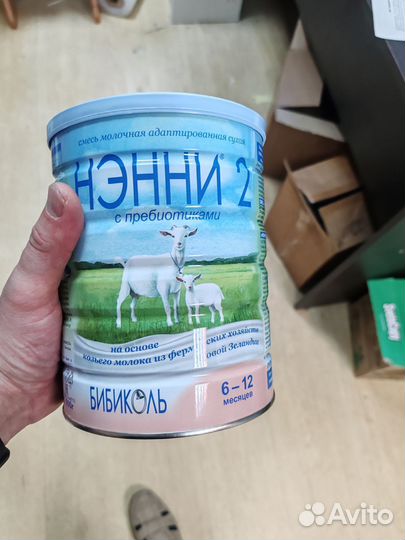 смесь молочная адаптированная сухая
НЭННИ 2
с пребиотиками
на основе
козьего молока из фермерских хозяйств
Новой Зеландии
6–12
месяцев
БИБИКОЛЬ
Avito